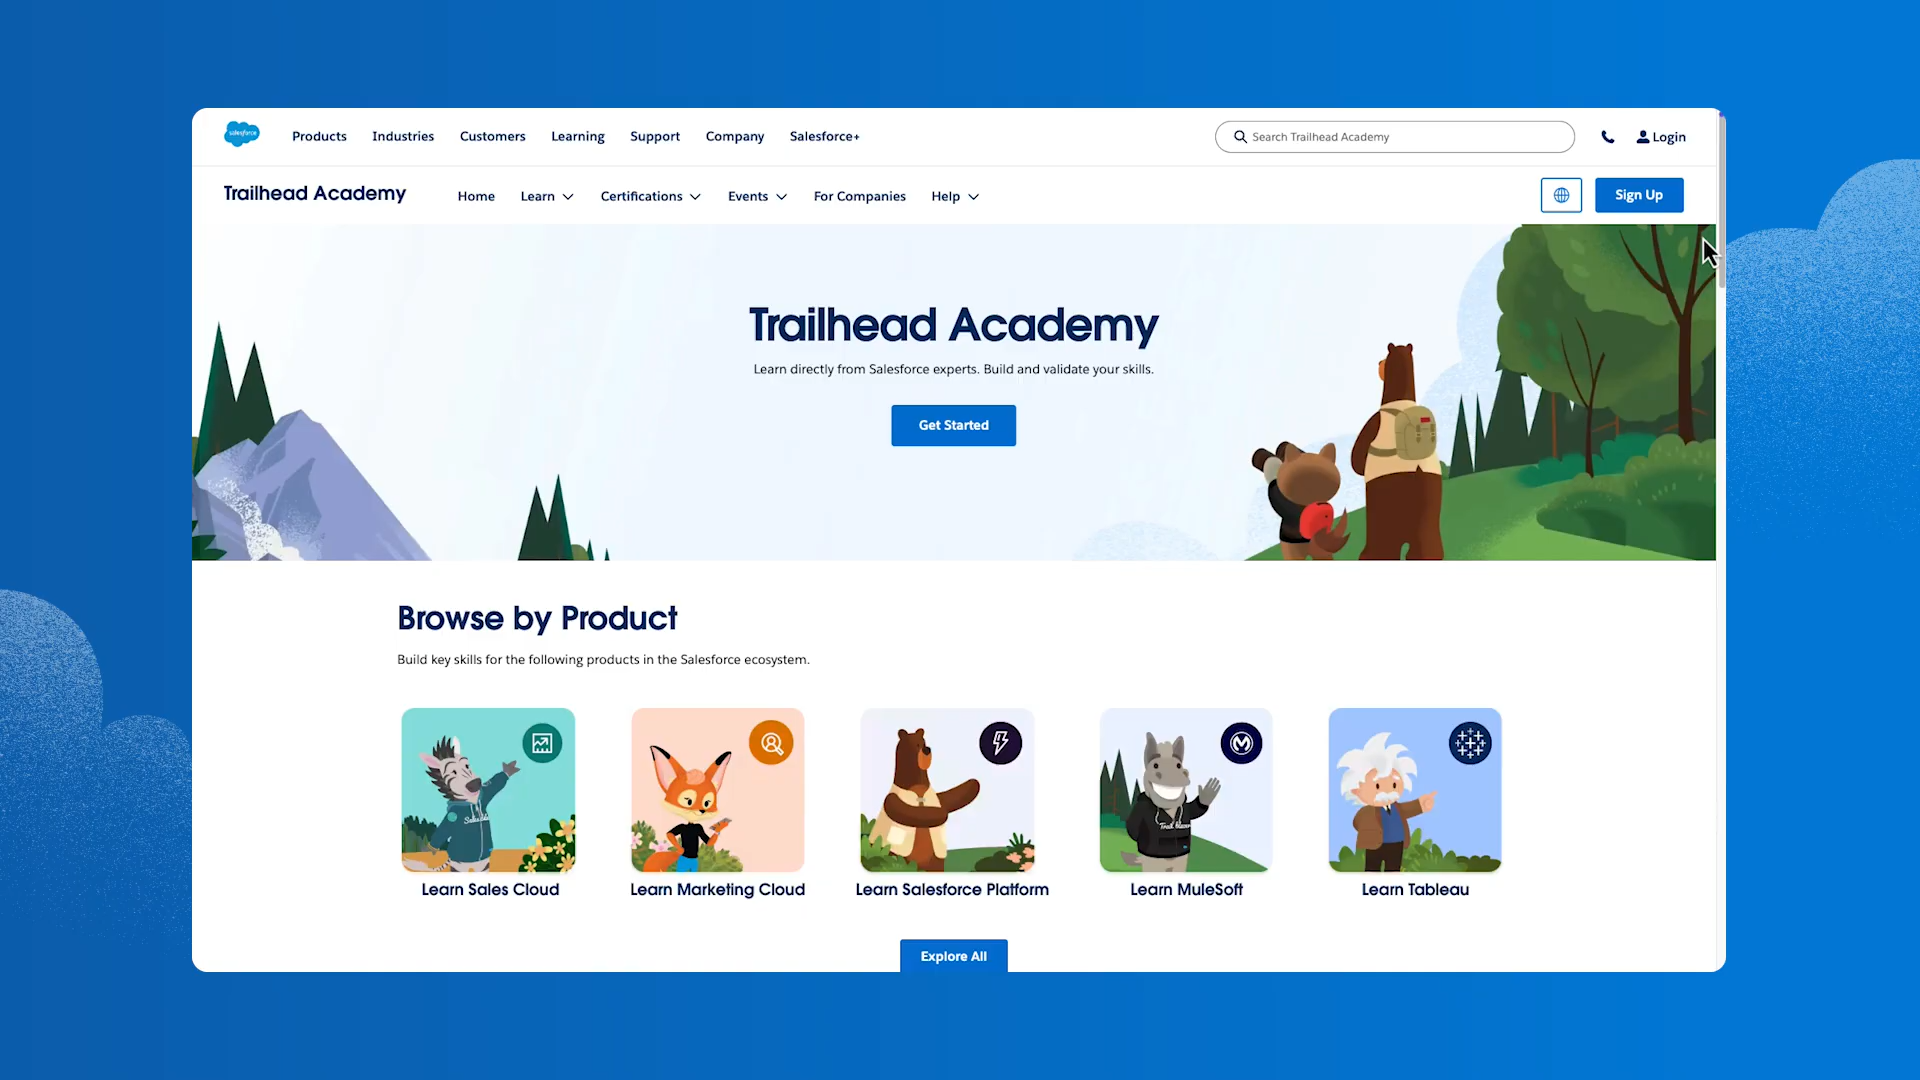 salesforce
Products Industries Customers Learning Support Company Salesforce+
Search Trailhead Academy
Login
Trailhead Academy
Home Learn Certifications Events For Companies Help
Sign Up
Trailhead Academy
Learn directly from Salesforce experts. Build and validate your skills.
Get Started
Browse by Product
Build key skills for the following products in the Salesforce ecosystem.
Learn Sales Cloud
Learn Marketing Cloud
Learn Salesforce Platform
Learn MuleSoft
Learn Tableau
Explore All